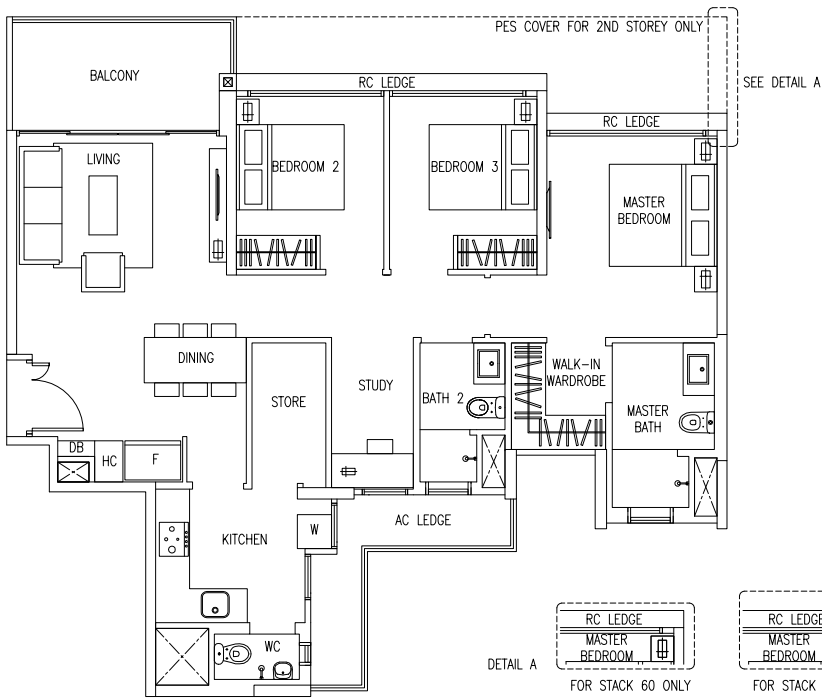 PES COVER FOR 2ND STOREY ONLY
BALCONY
RC LEDGE
SEE DETAIL A
RC LEDGE
LIVING
BEDROOM 2
BEDROOM 3
MASTER
BEDROOM
DINING
STUDY
WALK-IN
WARDROBE
STORE
BATH 2
MASTER
BATH
DB
HC
F
W
AC LEDGE
KITCHEN
WC
DETAIL A
RC LEDGE
MASTER
BEDROOM
FOR STACK 60 ONLY
RC LEDGE
MASTER
BEDROOM
FOR STACK